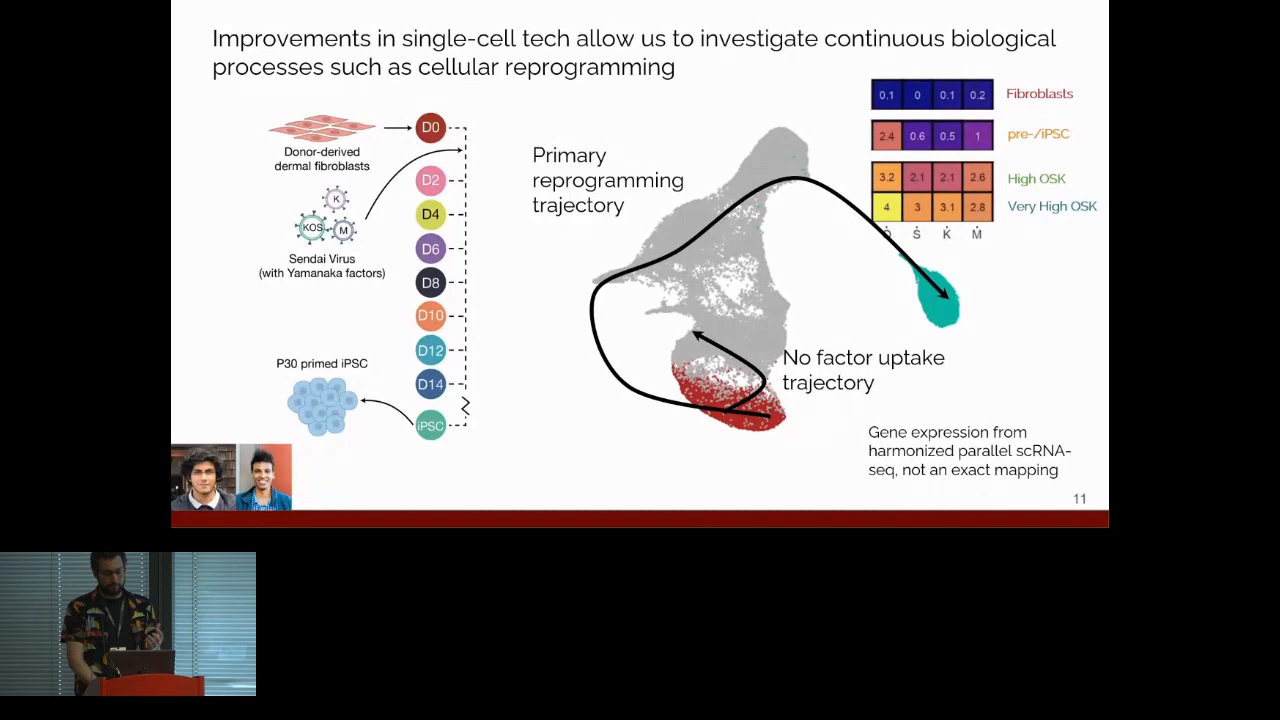 Improvements in single-cell tech allow us to investigate continuous biological
processes such as cellular reprogramming
Donor-derived
dermal fibroblasts
K
KOS
M
Sendai Virus
(with Yamanaka factors)
P30 primed iPSC
D0
D2
D4
D6
D8
D10
D12
D14
iPSC
Primary
reprogramming
trajectory
No factor uptake
trajectory
0.1 0 0.1 0.2 Fibroblasts
2.4 0.6 0.5 1 pre-/iPSC
3.2 2.1 2.1 2.6 High OSK
4 3 3.1 2.8 Very High OSK
O S K M
Gene expression from
harmonized parallel scRNA-
seq, not an exact mapping
11